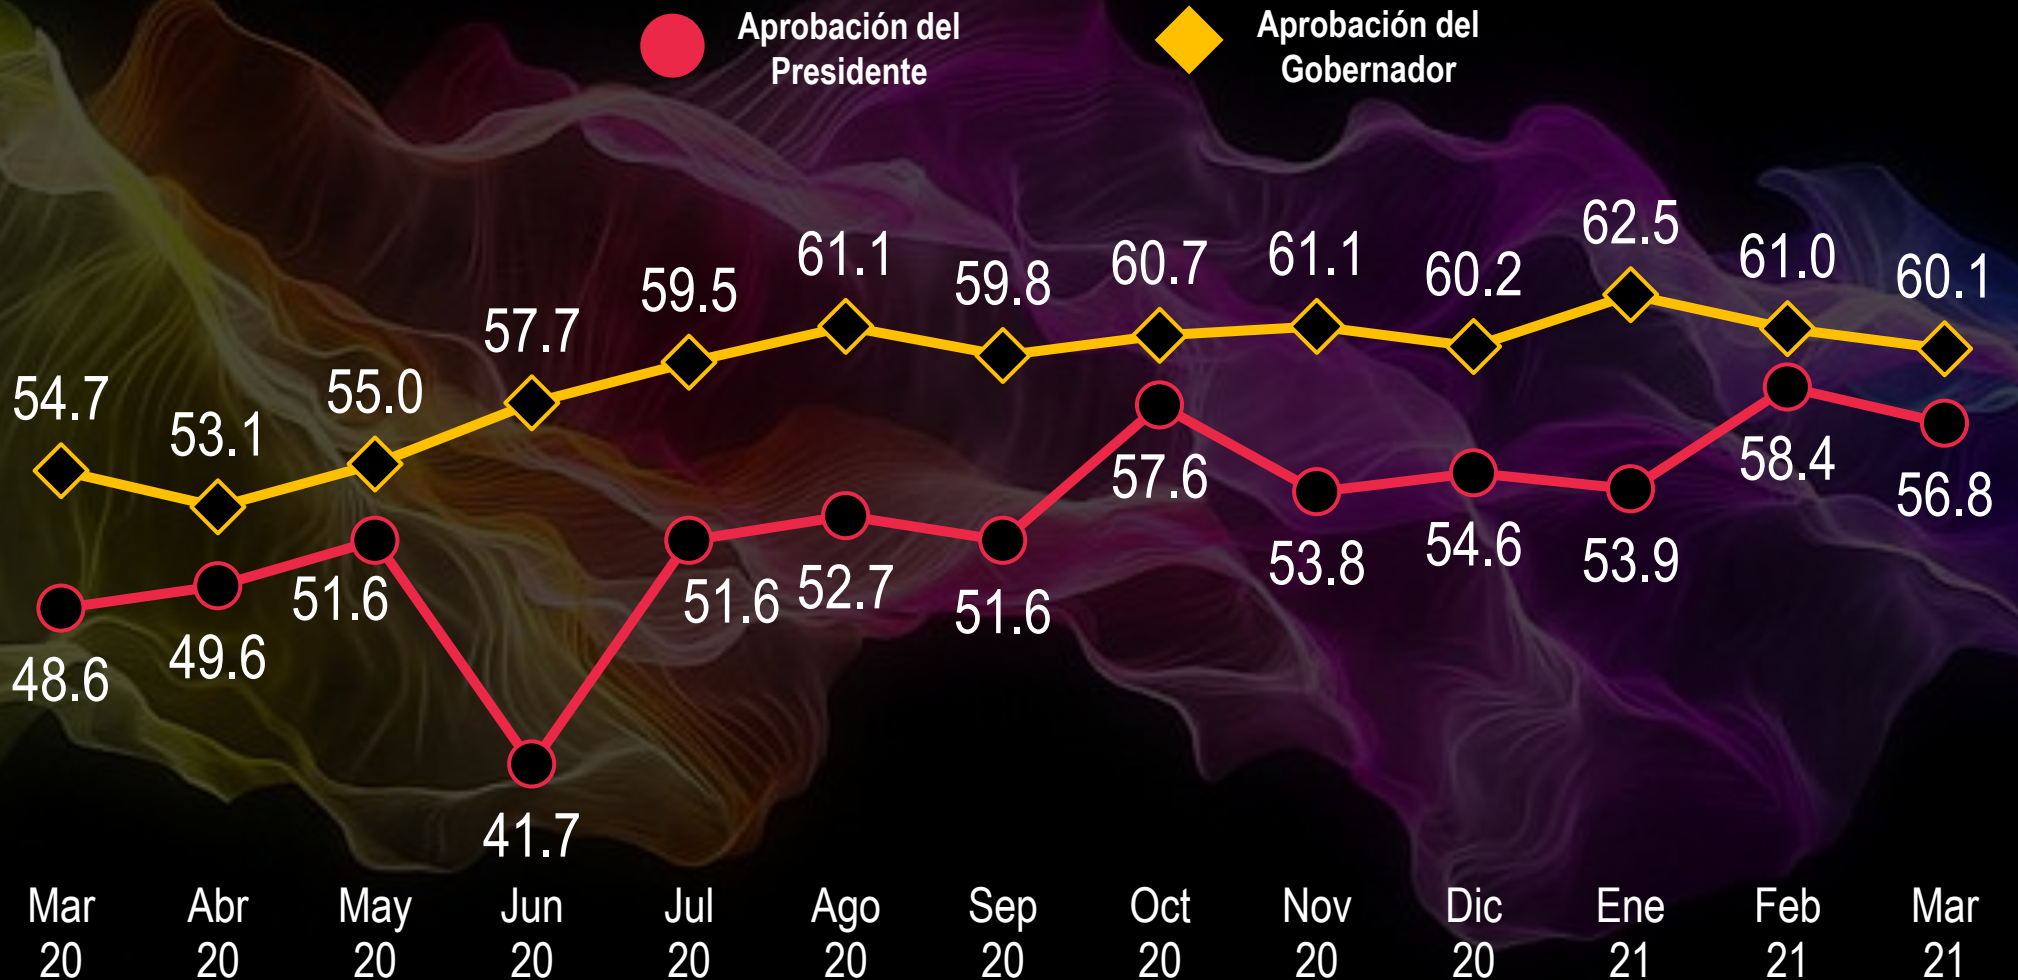 Aprobación del
Presidente
Aprobación del
Gobernador
54.7
53.1
55.0
57.7
59.5
61.1
59.8
60.7
61.1
60.2
62.5
61.0
60.1
48.6
49.6
51.6
41.7
51.6
52.7
51.6
57.6
53.8
54.6
53.9
58.4
56.8
Mar
20
Abr
20
May
20
Jun
20
Jul
20
Ago
20
Sep
20
Oct
20
Nov
20
Dic
20
Ene
21
Feb
21
Mar
21